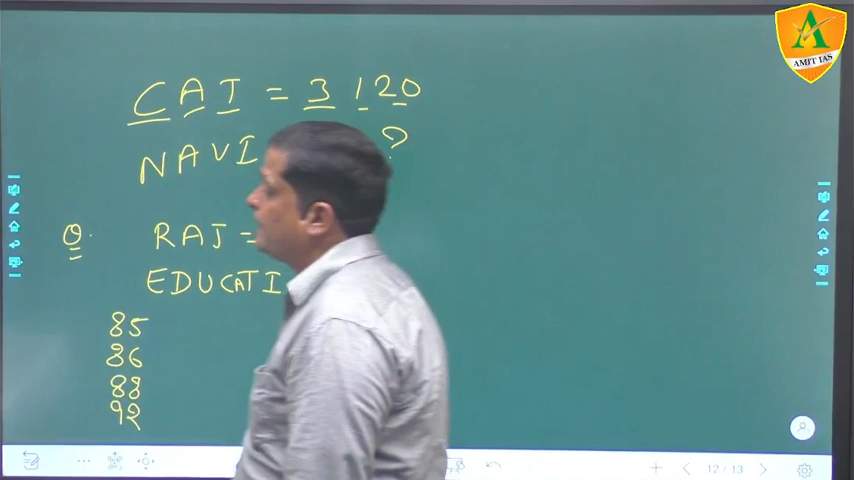 A
AMIT IAS
CAT = 3 120
NAVI ?
Q. RAJ =
EDUCATI
85
86
88
92
12/13